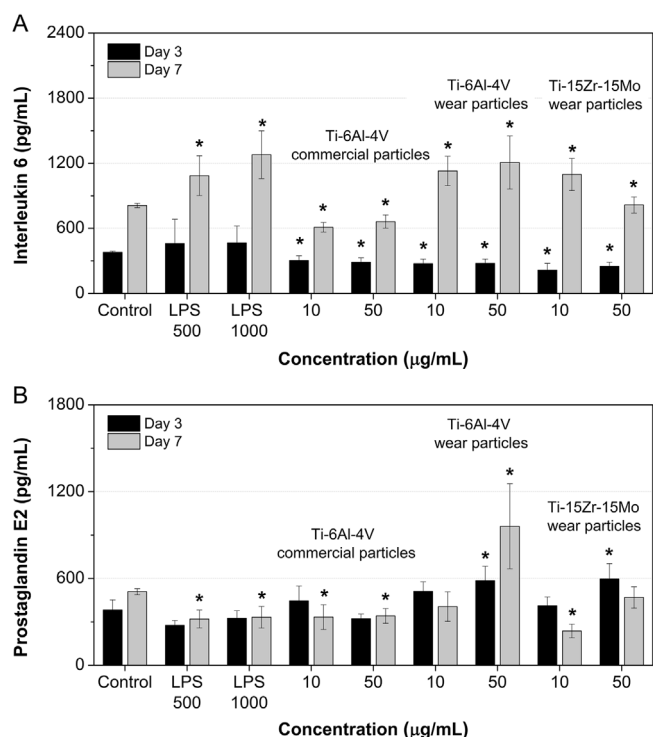 A
2400
1800
1200
600
0
Interleukin 6 (pg/mL)
Day 3
Day 7
Ti-6Al-4V
commercial particles
Ti-6Al-4V
wear particles
Ti-15Zr-15Mo
wear particles
* * * * * * * * * * * * *
Control LPS 500 LPS 1000 10 50 10 50 10 50
Concentration (µg/mL)
B
1800
1200
600
0
Prostaglandin E2 (pg/mL)
Day 3
Day 7
Ti-6Al-4V
commercial particles
Ti-6Al-4V
wear particles
Ti-15Zr-15Mo
wear particles
* * * * * * * *
Control LPS 500 LPS 1000 10 50 10 50 10 50
Concentration (µg/mL)